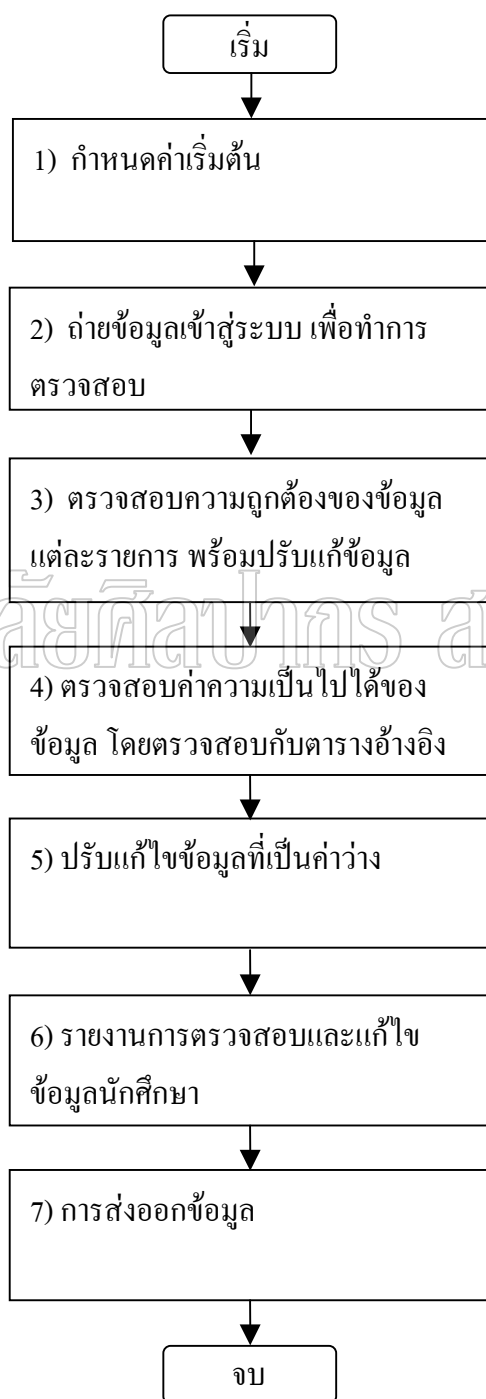 เริ่ม
1) กำหนดค่าเริ่มต้น
2) ถ่ายข้อมูลเข้าสู่ระบบ เพื่อทำการ
ตรวจสอบ
3) ตรวจสอบความถูกต้องของข้อมูล
แต่ละรายการ พร้อมปรับแก้ข้อมูล
ลัยศิลปากร ส
4) ตรวจสอบค่าความเป็นไปได้ของ
ข้อมูล โดยตรวจสอบกับตารางอ้างอิง
5) ปรับแก้ไขข้อมูลที่เป็นค่าว่าง
6) รายงานการตรวจสอบและแก้ไข
ข้อมูลนักศึกษา
7) การส่งออกข้อมูล
จบ